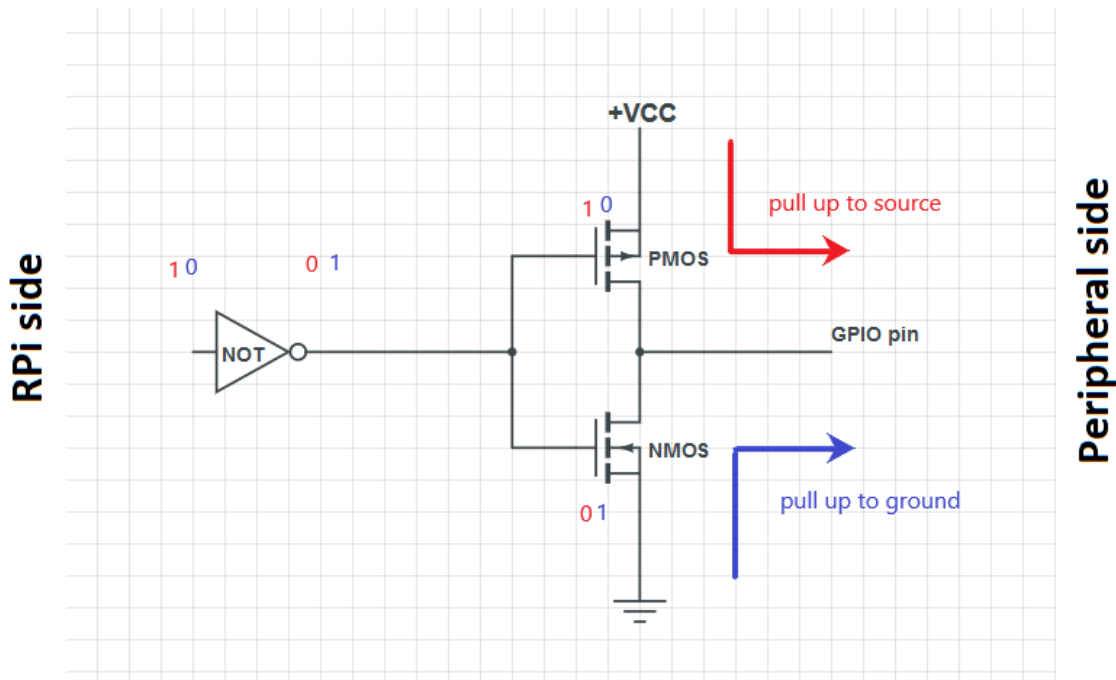 +VCC
1 0
pull up to source
PMOS
1 0
0 1
RPi side
NOT
GPIO pin
Peripheral side
NMOS
pull up to ground
0 1